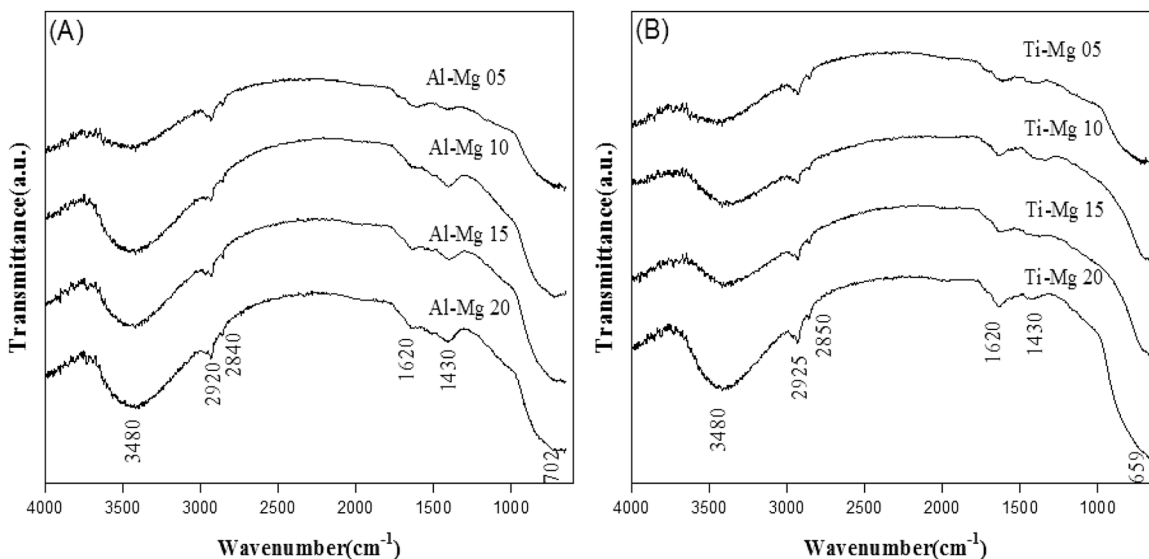 (A)
Al-Mg 05
Al-Mg 10
Al-Mg 15
Al-Mg 20
3480
2920
2840
1620
1430
702
4000 3500 3000 2500 2000 1500 1000
Wavenumber(cm⁻¹)
Transmittance(a.u.)
(B)
Ti-Mg 05
Ti-Mg 10
Ti-Mg 15
Ti-Mg 20
3480
2925
2850
1620
1430
659
4000 3500 3000 2500 2000 1500 1000
Wavenumber(cm⁻¹)
Transmittance(a.u.)